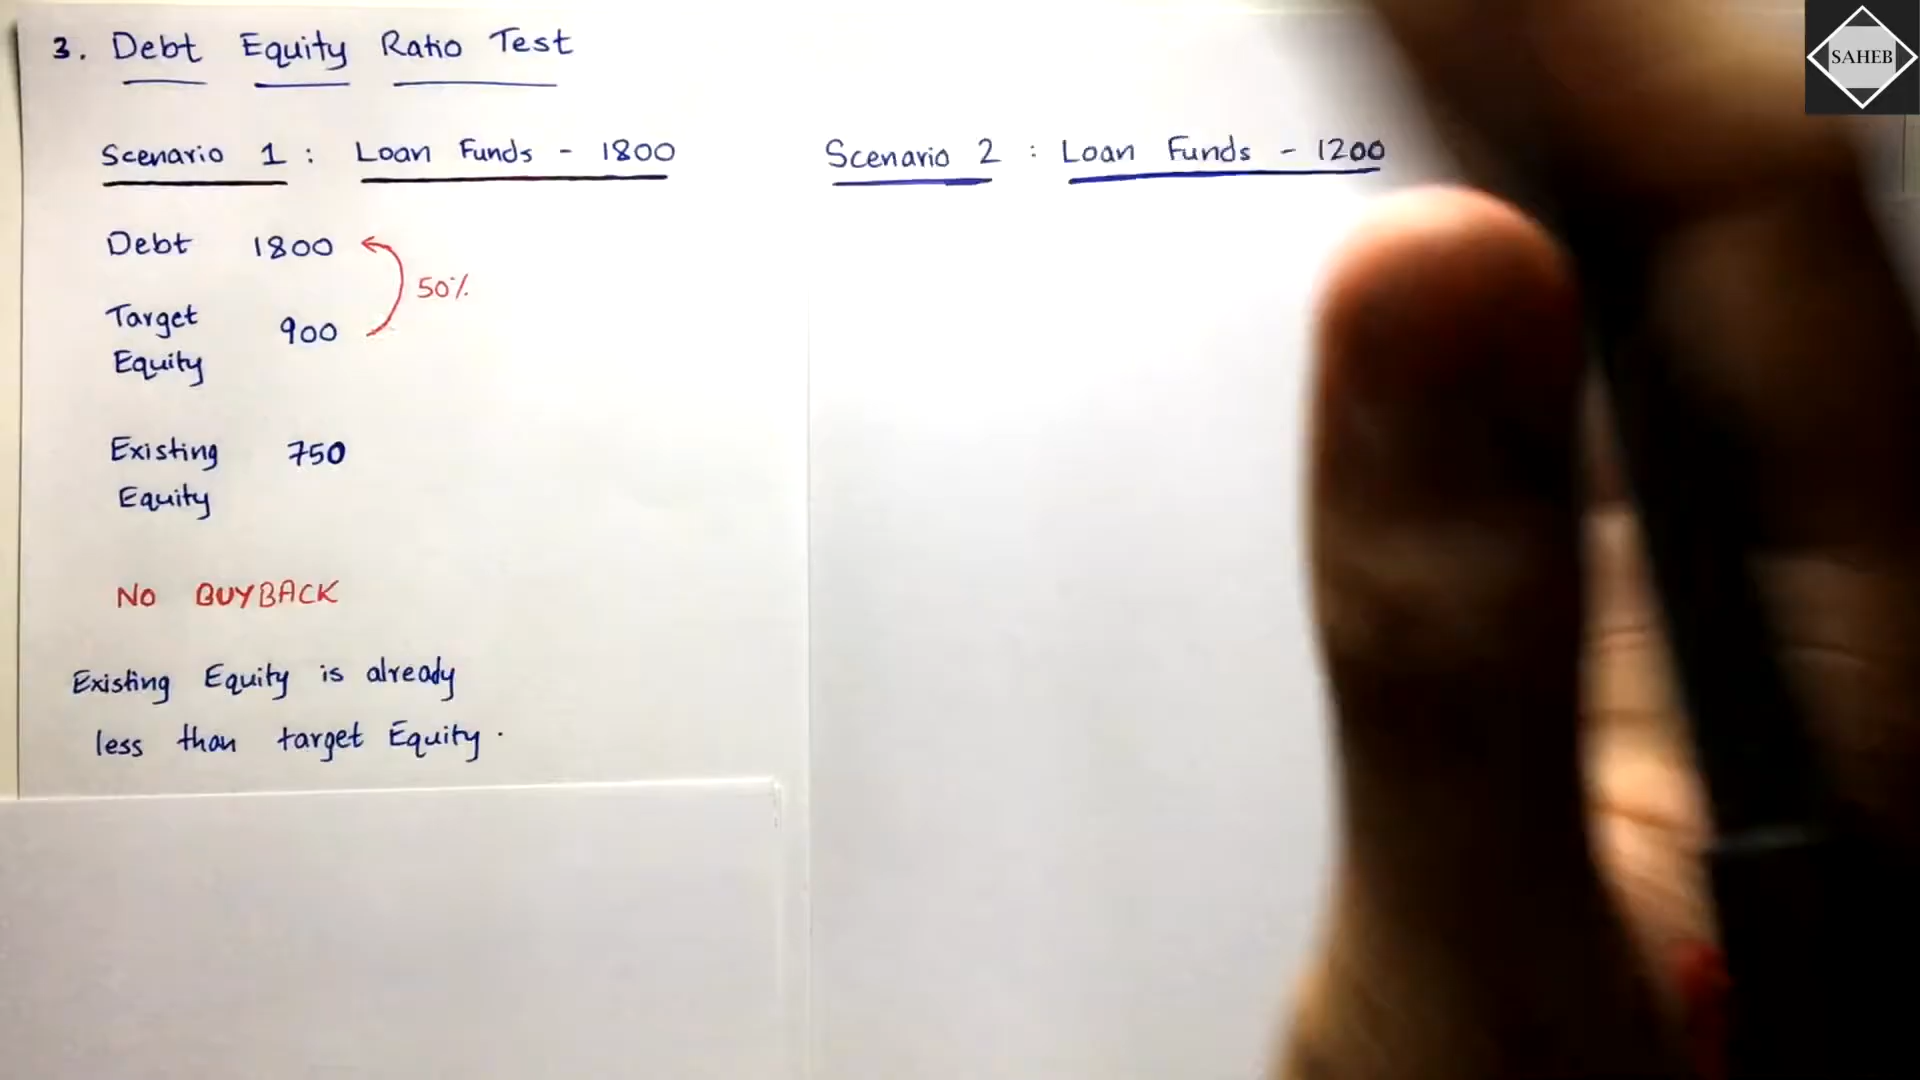 3. Debt Equity Ratio Test
Scenario 1 : Loan Funds - 1800
Debt 1800
50%
Target 900
Equity
Existing 750
Equity
NO BUYBACK
Existing Equity is already
less than target Equity.
Scenario 2 : Loan Funds - 1200
SAHEB